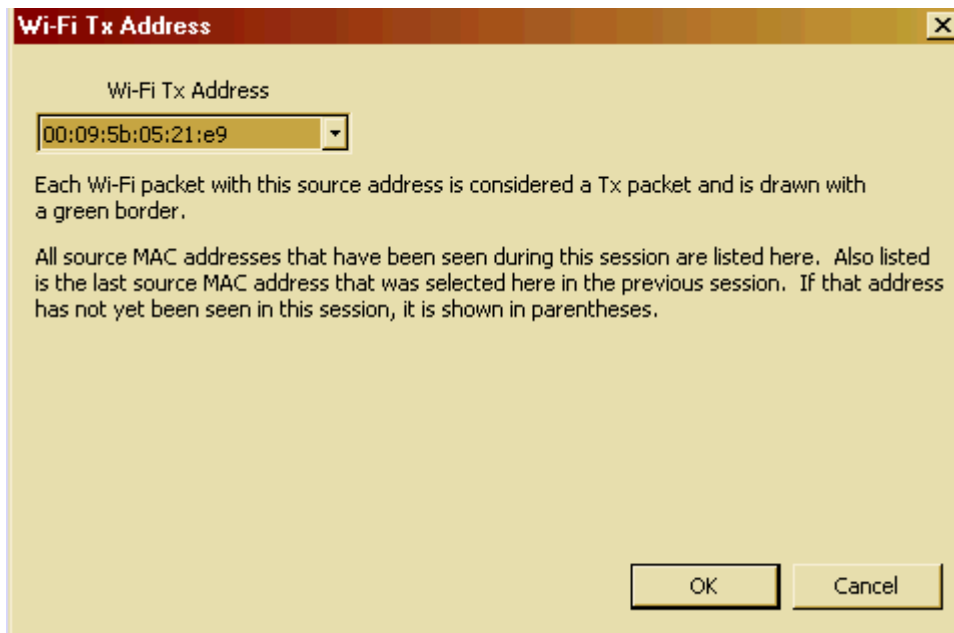 Wi-Fi Tx Address
Wi-Fi Tx Address
00:09:5b:05:21:e9
Each Wi-Fi packet with this source address is considered a Tx packet and is drawn with
a green border.
All source MAC addresses that have been seen during this session are listed here.  Also listed
is the last source MAC address that was selected here in the previous session.  If that address
has not yet been seen in this session, it is shown in parentheses.
OK
Cancel